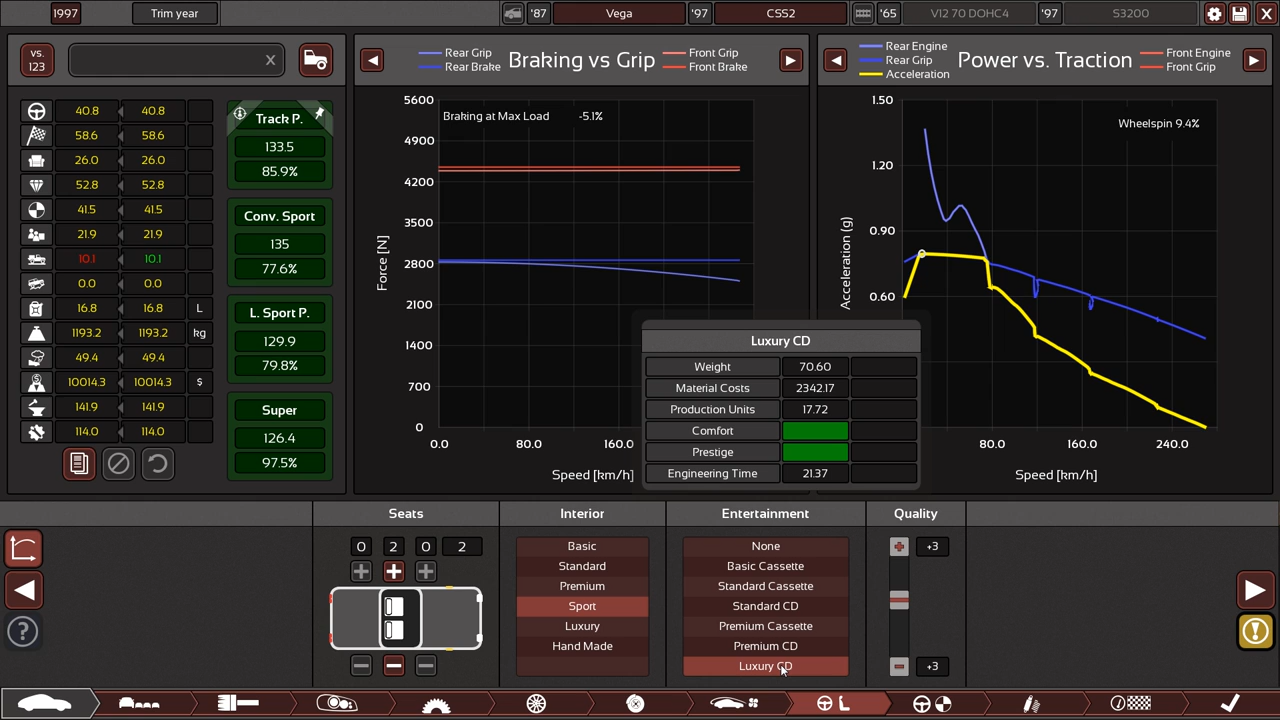 1997
Trim year
'87
Vega
'97
CSS2
'65
V12 70 DOHC4
'97
S3200
vs.
123
X
40.8 40.8
58.6 58.6
26.0 26.0
52.8 52.8
41.5 41.5
21.9 21.9
10.1 10.1
0.0 0.0
16.8 16.8 L
1193.2 1193.2 kg
49.4 49.4
10014.3 10014.3 $
141.9 141.9
114.0 114.0
Track P.
133.5
85.9%
Conv. Sport
135
77.6%
L. Sport P.
129.9
79.8%
Super
126.4
97.5%
Rear Grip
Rear Brake
Braking vs Grip
Front Grip
Front Brake
Braking at Max Load -5.1%
Force [N]
5600
4900
4200
3500
2800
2100
1400
700
0
0.0 80.0 160.0
Speed [km/h]
Rear Engine
Rear Grip
Acceleration
Power vs. Traction
Front Engine
Front Grip
Wheelspin 9.4%
Acceleration (g)
1.50
1.20
0.90
0.60
80.0 160.0 240.0
Speed [km/h]
Luxury CD
Weight 70.60
Material Costs 2342.17
Production Units 17.72
Comfort
Prestige
Engineering Time 21.37
Seats
0 2 0 2
Interior
Basic
Standard
Premium
Sport
Luxury
Hand Made
Entertainment
None
Basic Cassette
Standard Cassette
Standard CD
Premium Cassette
Premium CD
Luxury CD
Quality
+3
+3
?